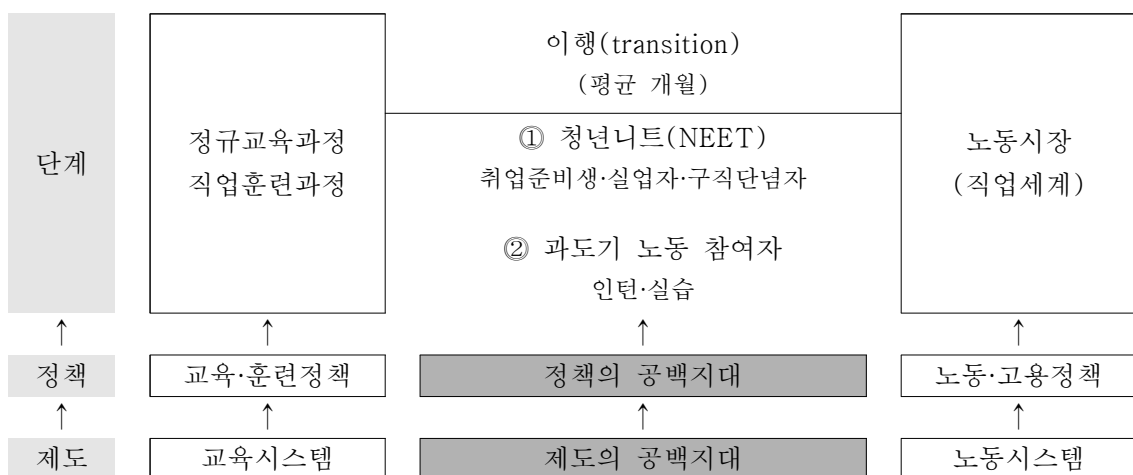 단계
정규교육과정
직업훈련과정
이행(transition)
(평균 개월)
① 청년니트(NEET)
취업준비생·실업자·구직단념자
② 과도기 노동 참여자
인턴·실습
노동시장
(직업세계)
↑ ↑ ↑ ↑
정책 교육·훈련정책 정책의 공백지대 노동·고용정책
↑ ↑ ↑ ↑
제도 교육시스템 제도의 공백지대 노동시스템